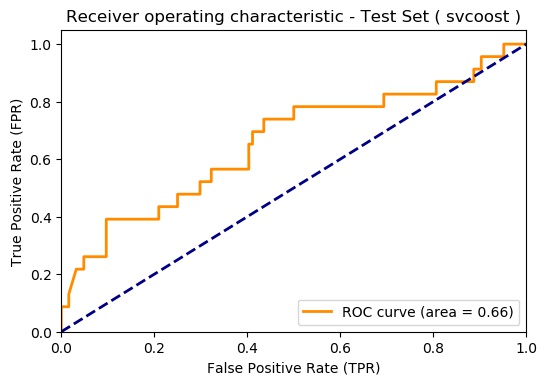 Receiver operating characteristic - Test Set ( svcoost )
True Positive Rate (FPR)
1.0
0.8
0.6
0.4
0.2
0.0
ROC curve (area = 0.66)
0.0 0.2 0.4 0.6 0.8 1.0
False Positive Rate (TPR)